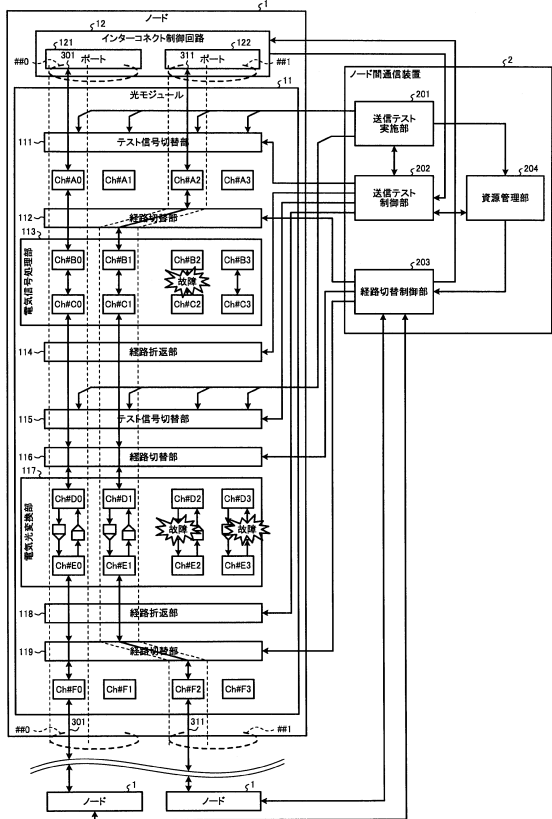 1
ノード
12
インターコネクト制御回路
##0 301 121 ポート
311 122 ポート ##1
11
光モジュール
111 テスト信号切替部
Ch#A0 Ch#A1 Ch#A2 Ch#A3
112 経路切替部
113
電気信号処理部
Ch#B0 Ch#B1 Ch#B2 Ch#B3
故障
Ch#C0 Ch#C1 Ch#C2 Ch#C3
114 経路折返部
115 テスト信号切替部
116 経路切替部
117
電気光変換部
Ch#D0 Ch#D1 Ch#D2 Ch#D3
故障 故障
Ch#E0 Ch#E1 Ch#E2 Ch#E3
118 経路折返部
119 経路切替部
Ch#F0 Ch#F1 Ch#F2 Ch#F3
##0 301 311 ##1
1 1
ノード ノード
2
ノード間通信装置
201
送信テスト
実施部
202
送信テスト
制御部
204
資源管理部
203
経路切替制御部